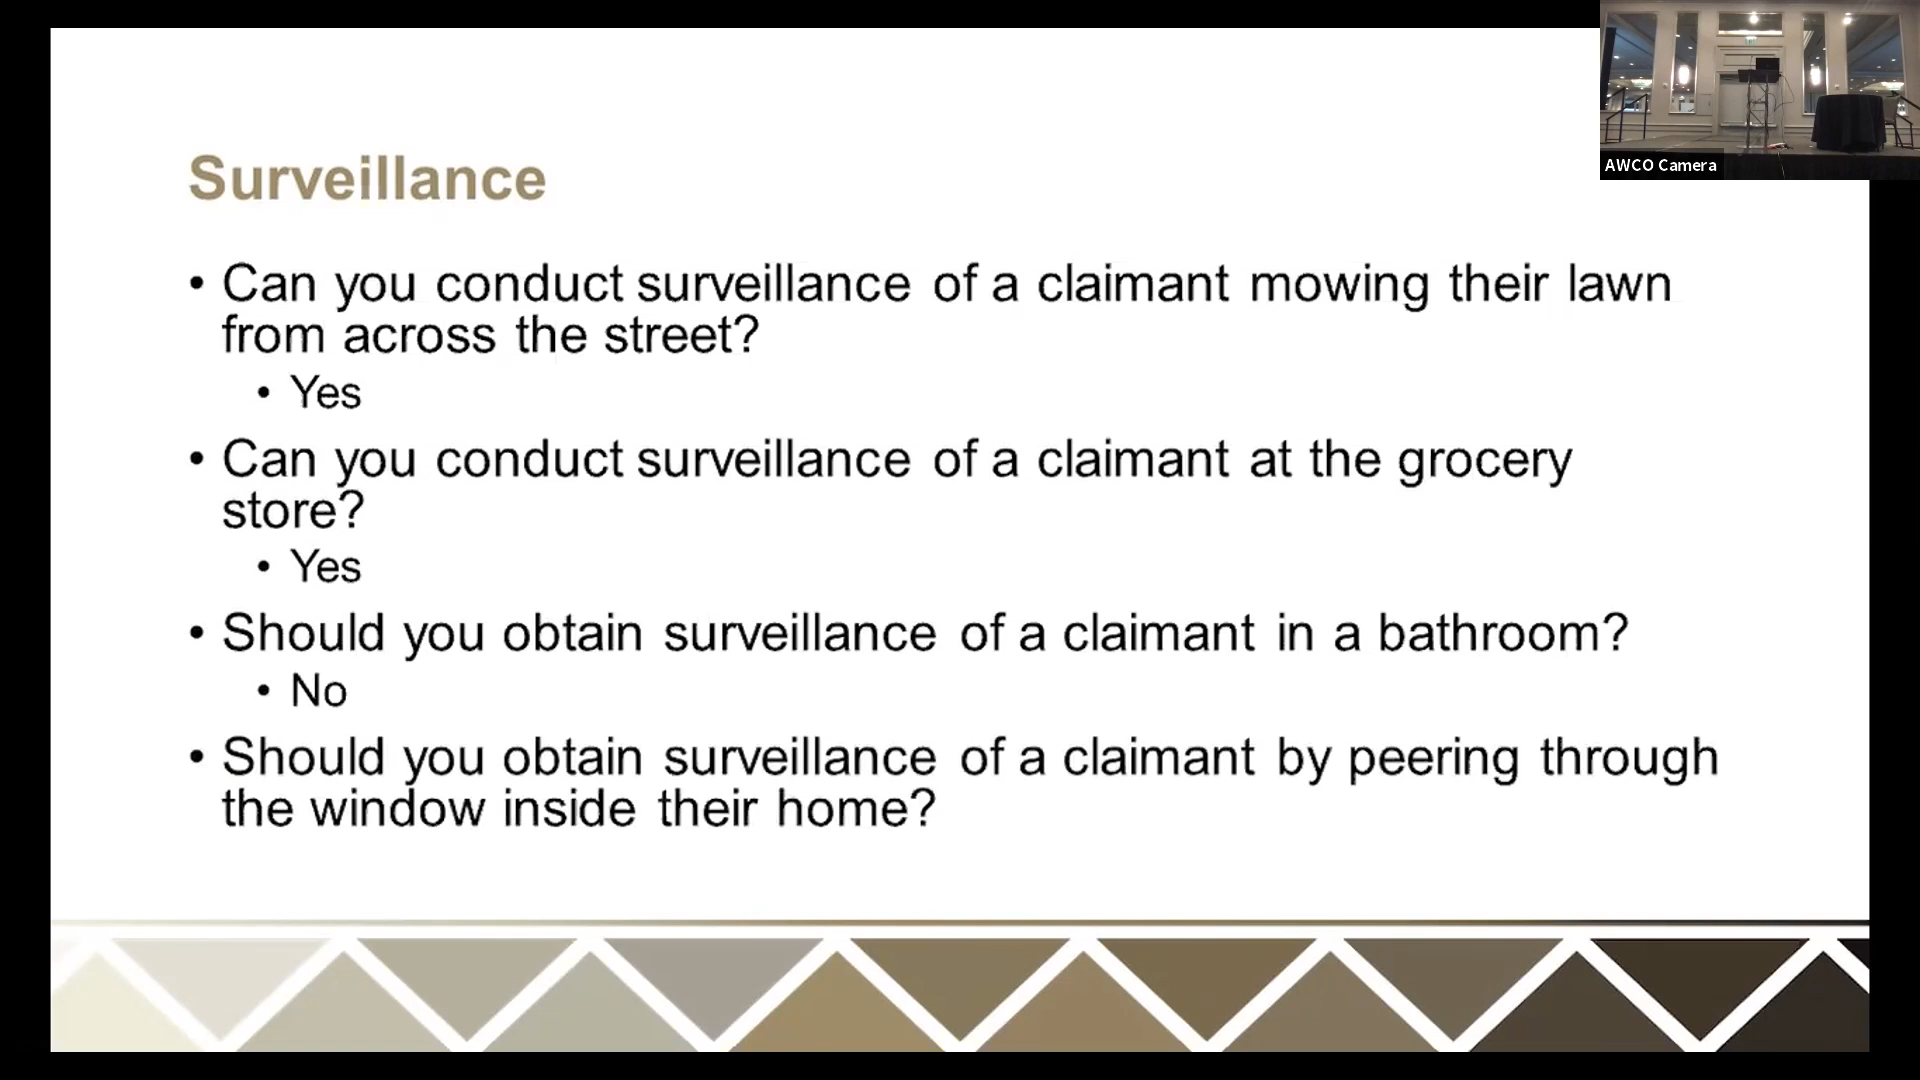 Surveillance
• Can you conduct surveillance of a claimant mowing their lawn
from across the street?
• Yes
• Can you conduct surveillance of a claimant at the grocery
store?
• Yes
• Should you obtain surveillance of a claimant in a bathroom?
• No
• Should you obtain surveillance of a claimant by peering through
the window inside their home?
AWCO Camera